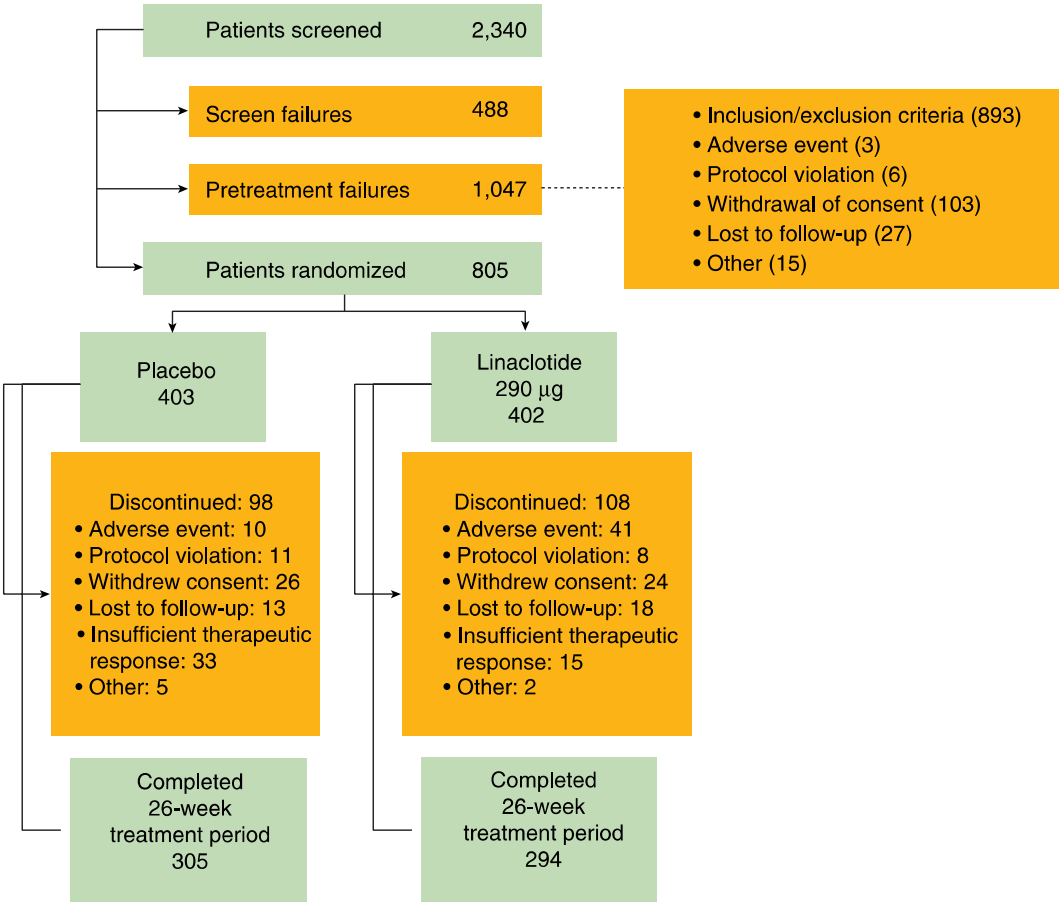 Patients screened 2,340
Screen failures 488
Pretreatment failures 1,047
• Inclusion/exclusion criteria (893)
• Adverse event (3)
• Protocol violation (6)
• Withdrawal of consent (103)
• Lost to follow-up (27)
• Other (15)
Patients randomized 805
Placebo
403
Linaclotide
290 μg
402
Discontinued: 98
• Adverse event: 10
• Protocol violation: 11
• Withdrew consent: 26
• Lost to follow-up: 13
• Insufficient therapeutic
response: 33
• Other: 5
Discontinued: 108
• Adverse event: 41
• Protocol violation: 8
• Withdrew consent: 24
• Lost to follow-up: 18
• Insufficient therapeutic
response: 15
• Other: 2
Completed
26-week
treatment period
305
Completed
26-week
treatment period
294